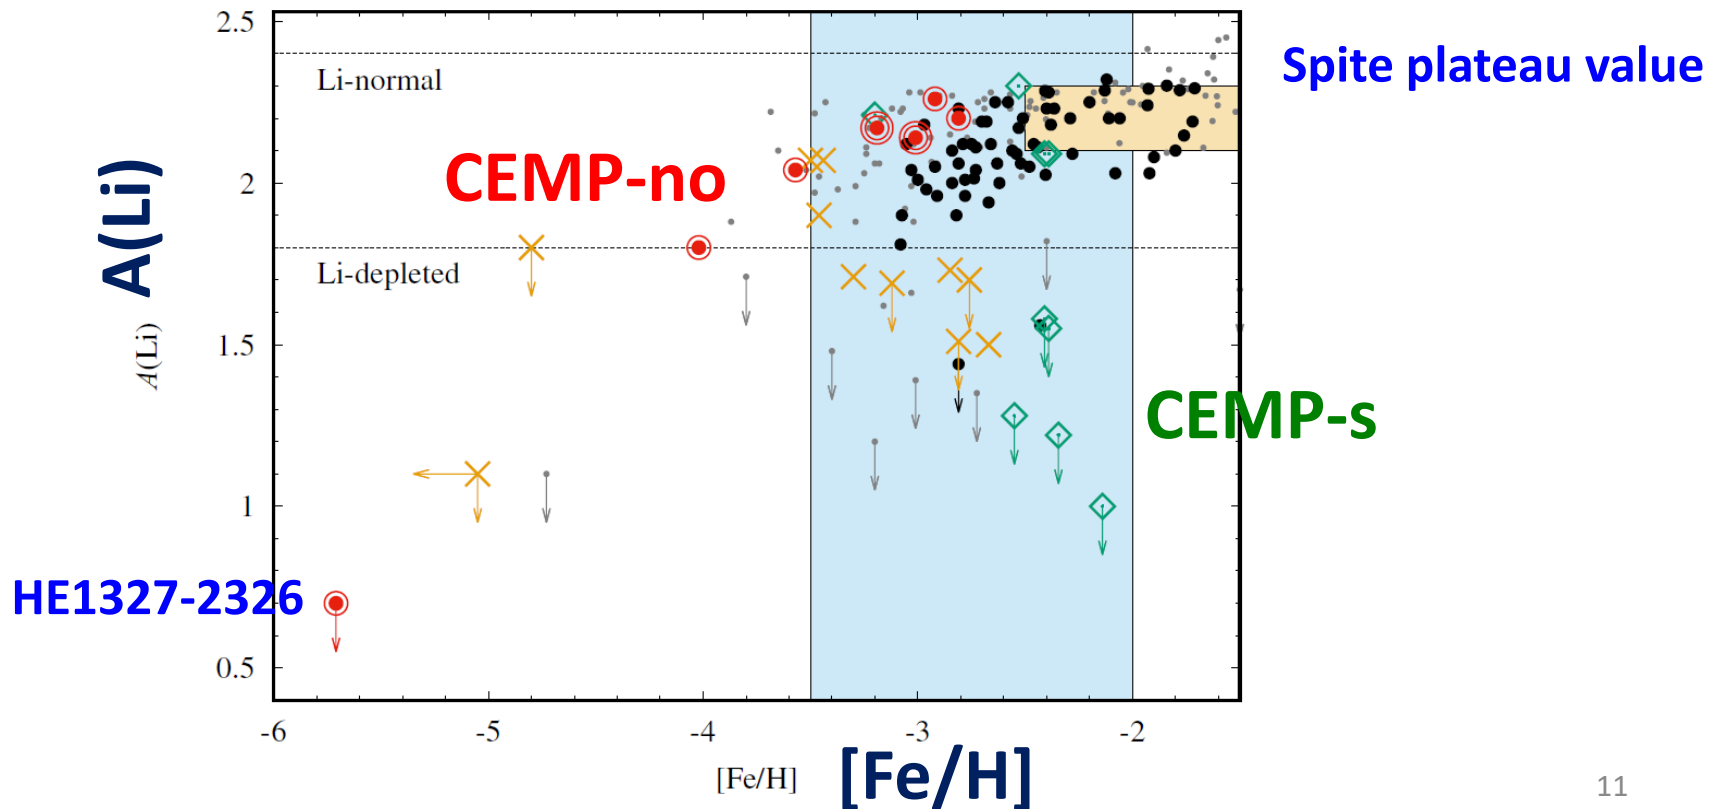 2.5
Spite plateau value
Li-normal
CEMP-no
2
A(Li)
Li-depleted
A(Li)
1.5
CEMP-s
1
HE1327-2326
0.5
-6 -5 -4 -3 -2
[Fe/H]
[Fe/H]
11